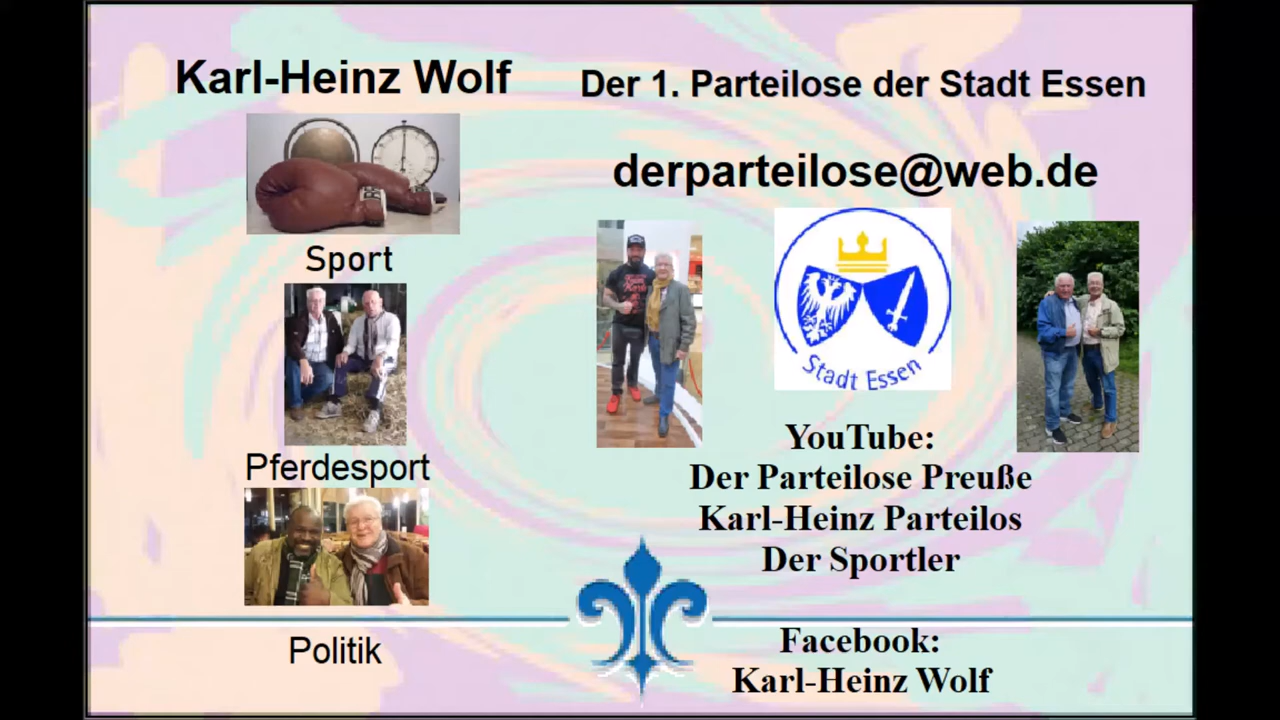 Karl-Heinz Wolf
Der 1. Parteilose der Stadt Essen
derparteilose@web.de
Sport
Pferdesport
Politik
Stadt Essen
YouTube:
Der Parteilose Preuße
Karl-Heinz Parteilos
Der Sportler
Facebook:
Karl-Heinz Wolf